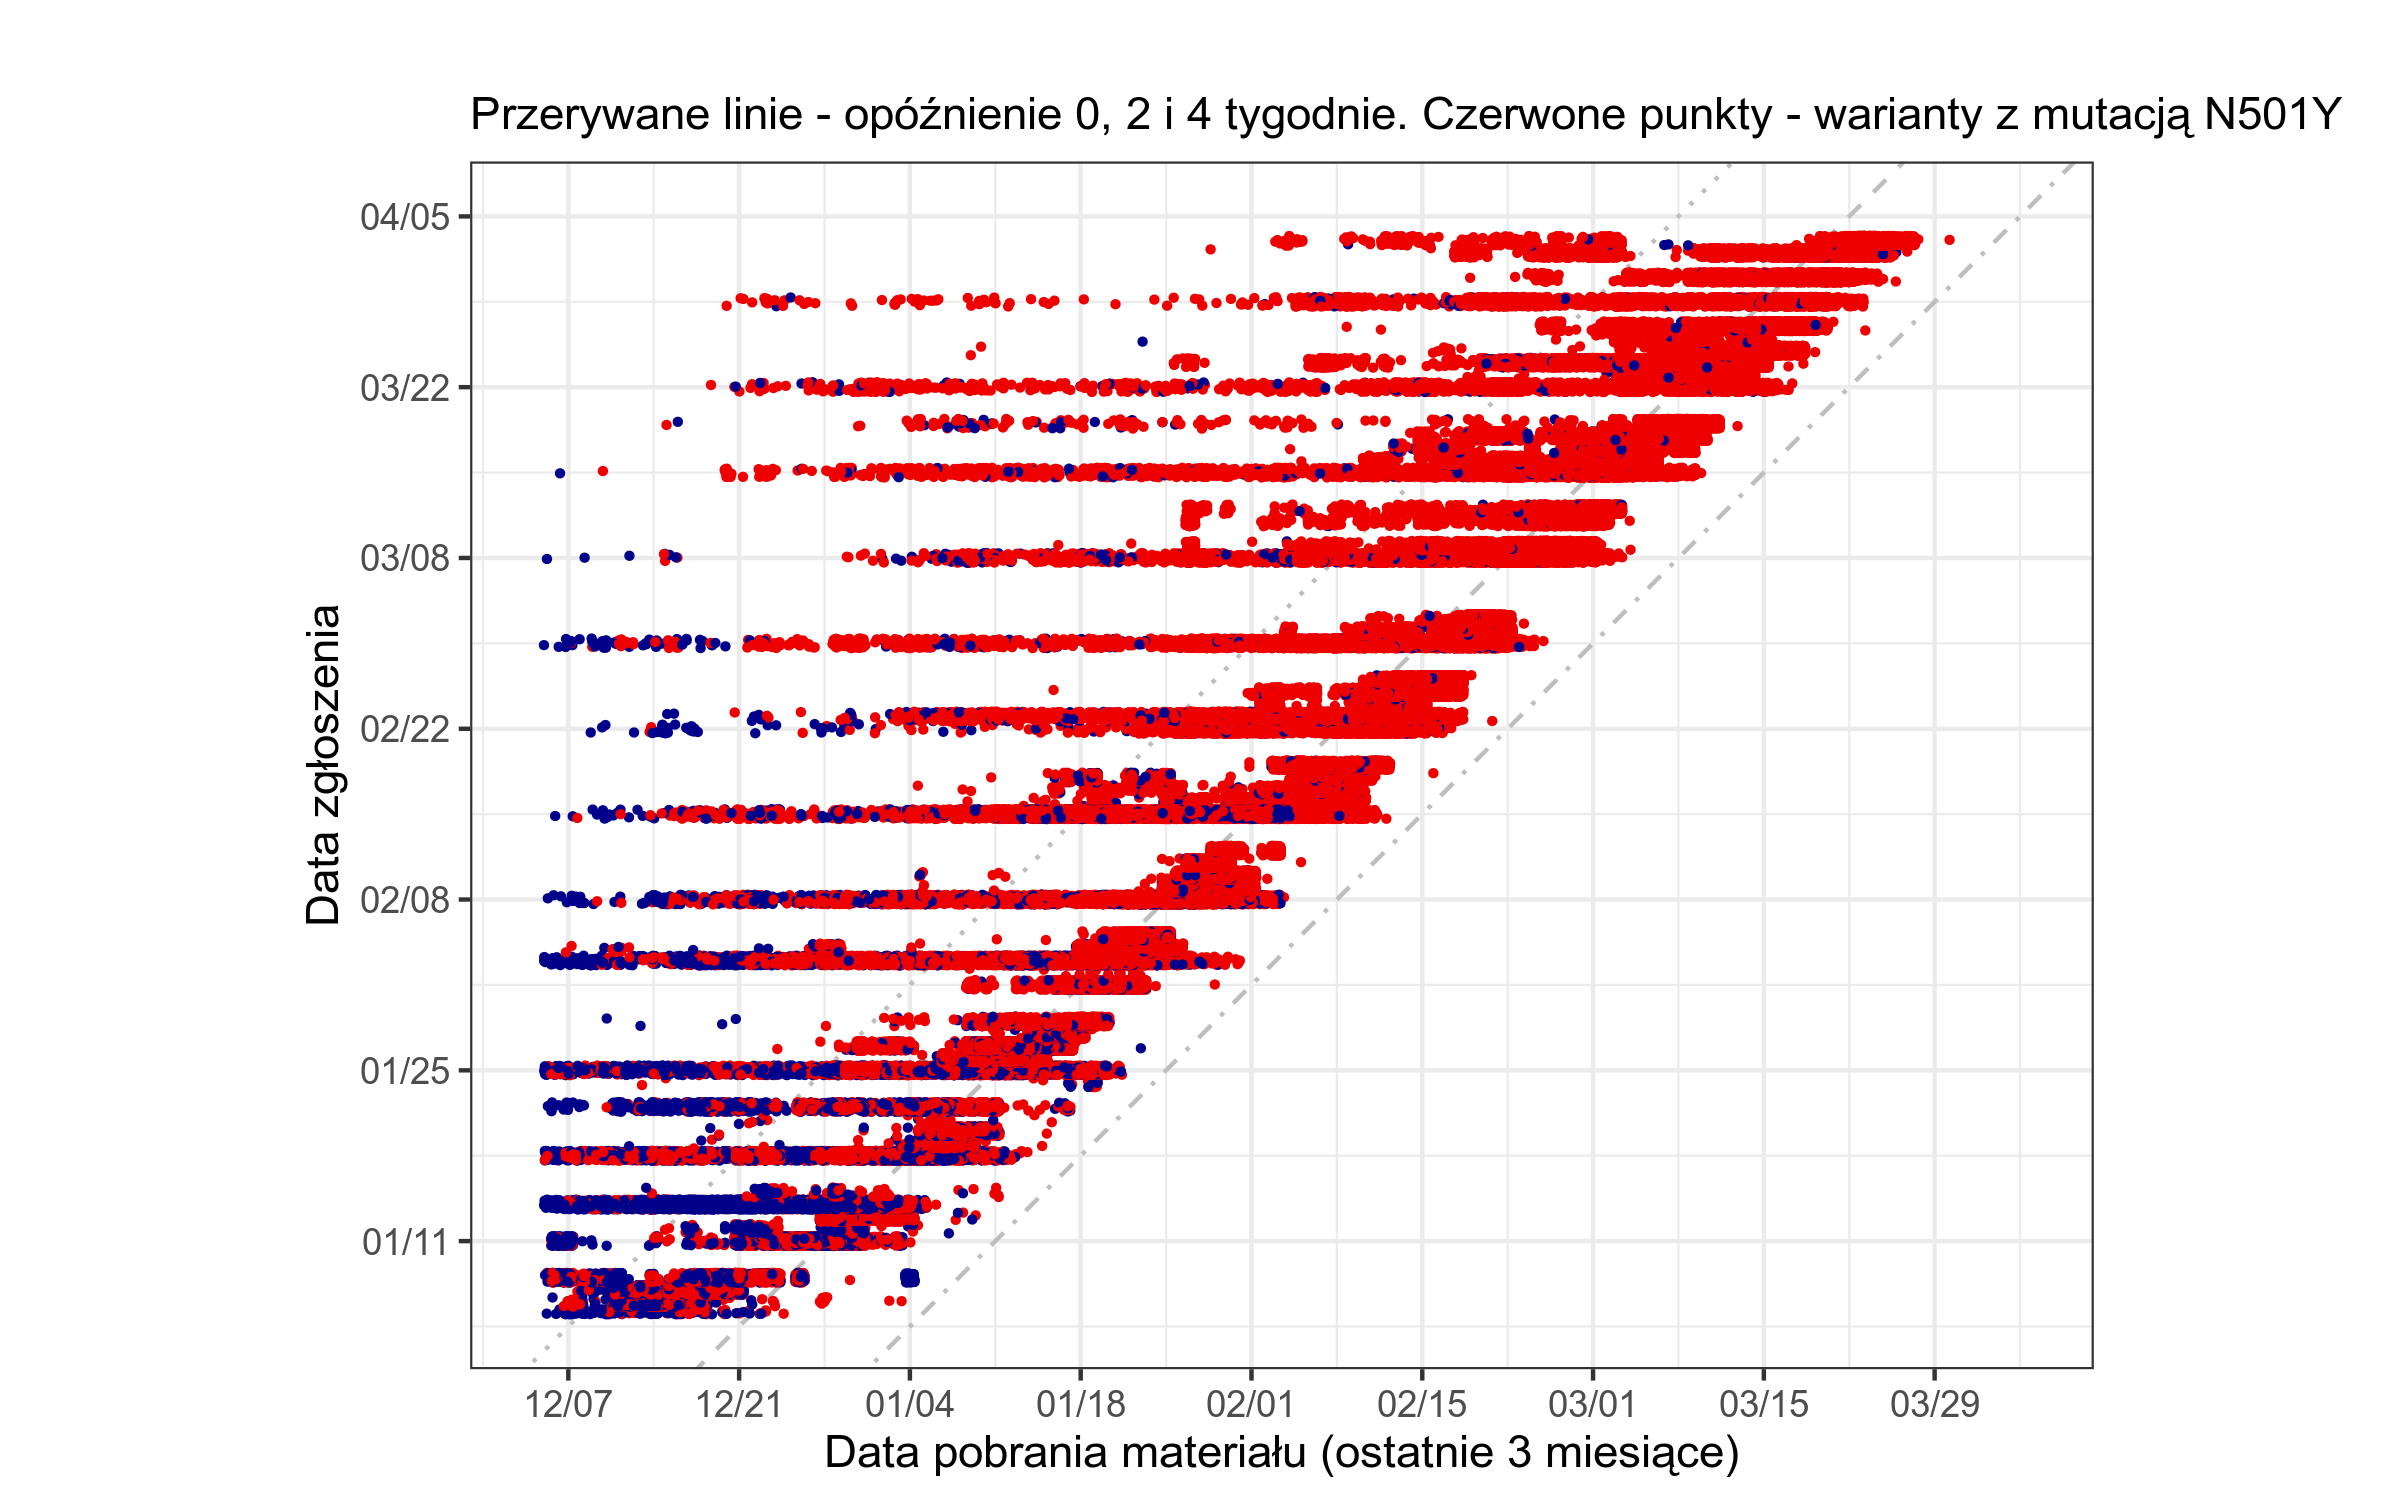 Przerywane linie - opóźnienie 0, 2 i 4 tygodnie. Czerwone punkty - warianty z mutacją N501Y
Data zgłoszenia
04/05
03/22
03/08
02/22
02/08
01/25
01/11
12/07 12/21 01/04 01/18 02/01 02/15 03/01 03/15 03/29
Data pobrania materiału (ostatnie 3 miesiące)